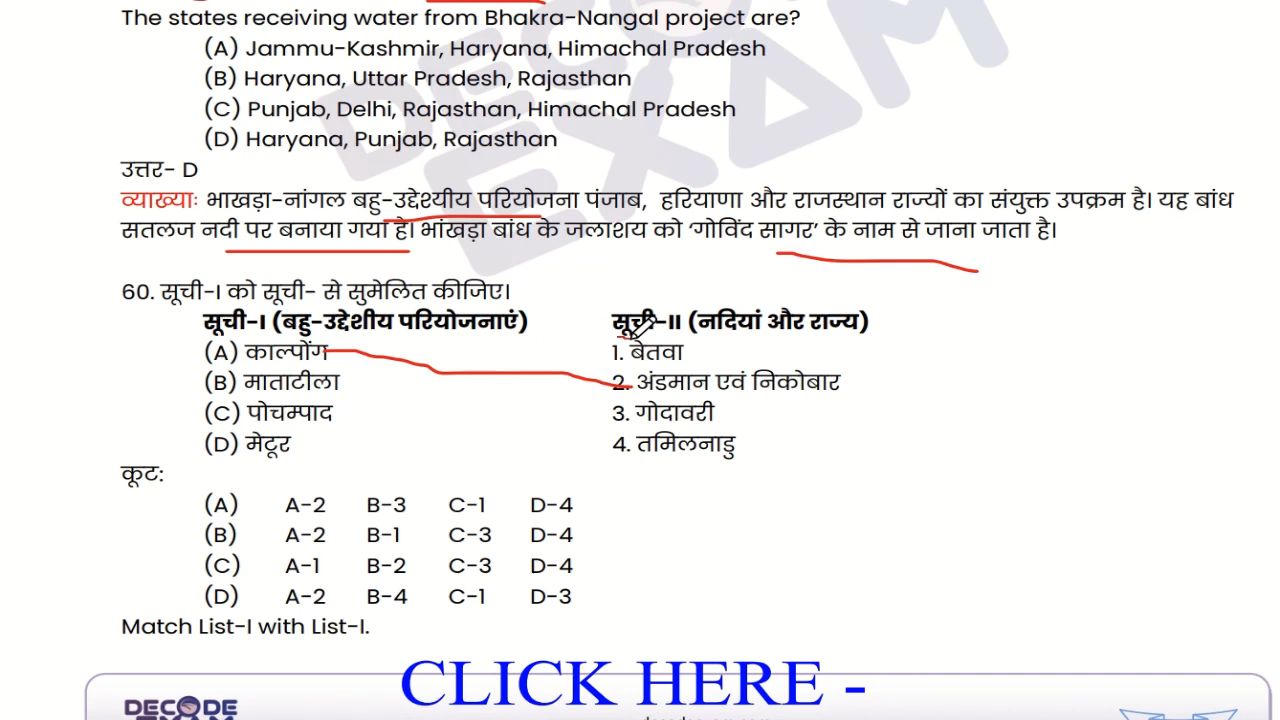 The states receiving water from Bhakra-Nangal project are?
(A) Jammu-Kashmir, Haryana, Himachal Pradesh
(B) Haryana, Uttar Pradesh, Rajasthan
(C) Punjab, Delhi, Rajasthan, Himachal Pradesh
(D) Haryana, Punjab, Rajasthan
उत्तर- D
व्याख्याः भाखड़ा-नांगल बहु-उद्देश्यीय परियोजना पंजाब, हरियाणा और राजस्थान राज्यों का संयुक्त उपक्रम है। यह बांध
सतलज नदी पर बनाया गया है। भांखड़ा बांध के जलाशय को ‘गोविंद सागर’ के नाम से जाना जाता है।
60. सूची-I को सूची- से सुमेलित कीजिए।
सूची-I (बहु-उद्देशीय परियोजनाएं) सूची-II (नदियां और राज्य)
(A) काल्पोंग 1. बेतवा
(B) माताटीला 2. अंडमान एवं निकोबार
(C) पोचम्पाद 3. गोदावरी
(D) मेटूर 4. तमिलनाडु
कूट:
(A) A-2 B-3 C-1 D-4
(B) A-2 B-1 C-3 D-4
(C) A-1 B-2 C-3 D-4
(D) A-2 B-4 C-1 D-3
Match List-I with List-I.
CLICK HERE -
DECODE
EXAM
DECODE
EXAM